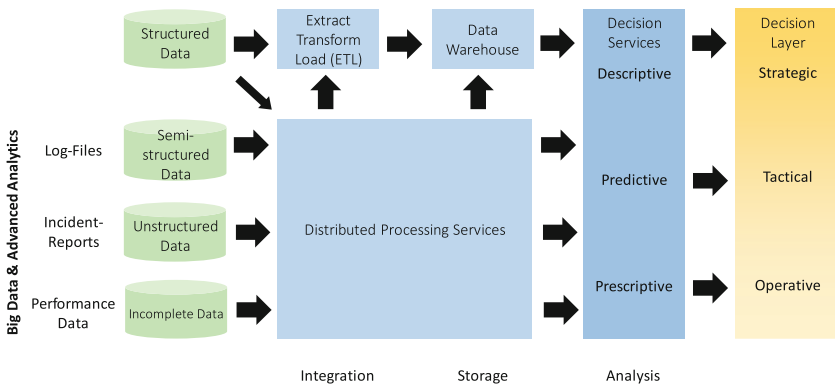 Structured
Data
Extract
Transform
Load (ETL)
Data
Warehouse
Decision
Services
Descriptive
Decision
Layer
Strategic
Big Data & Advanced Analytics
Log-Files
Semi-
structured
Data
Predictive
Tactical
Incident-
Reports
Unstructured
Data
Distributed Processing Services
Performance
Data
Incomplete Data
Prescriptive
Operative
Integration
Storage
Analysis